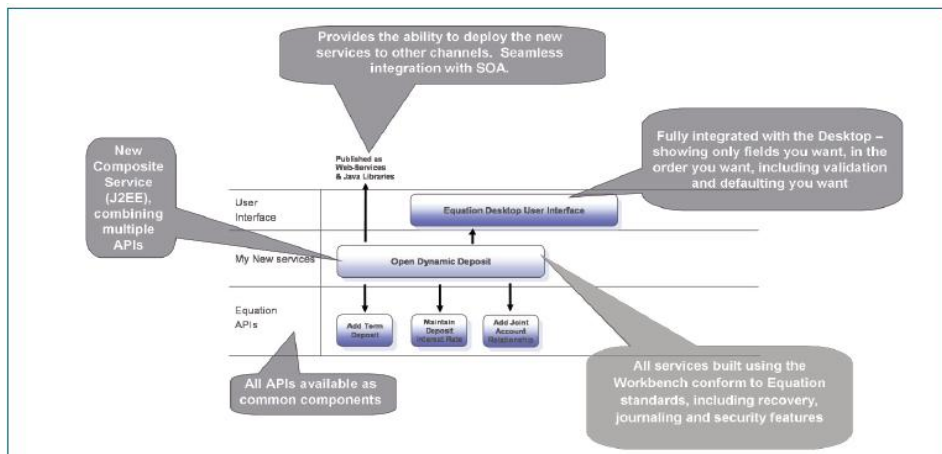 Provides the ability to deploy the new
services to other channels. Seamless
integration with SOA.
New
Composite
Service
(J2EE),
combining
multiple
APIs
Published as
Web-Services
& Java Libraries
Fully integrated with the Desktop –
showing only fields you want, in the
order you want, including validation
and defaulting you want
User
Interface
Equation Desktop User Interface
My New services
Open Dynamic Deposit
Equation
APIs
Add Term
Deposit
Maintain
Deposit
Interest Rate
Add Joint
Account
Relationship
All APIs available as
common components
All services built using the
Workbench conform to Equation
standards, including recovery,
journaling and security features